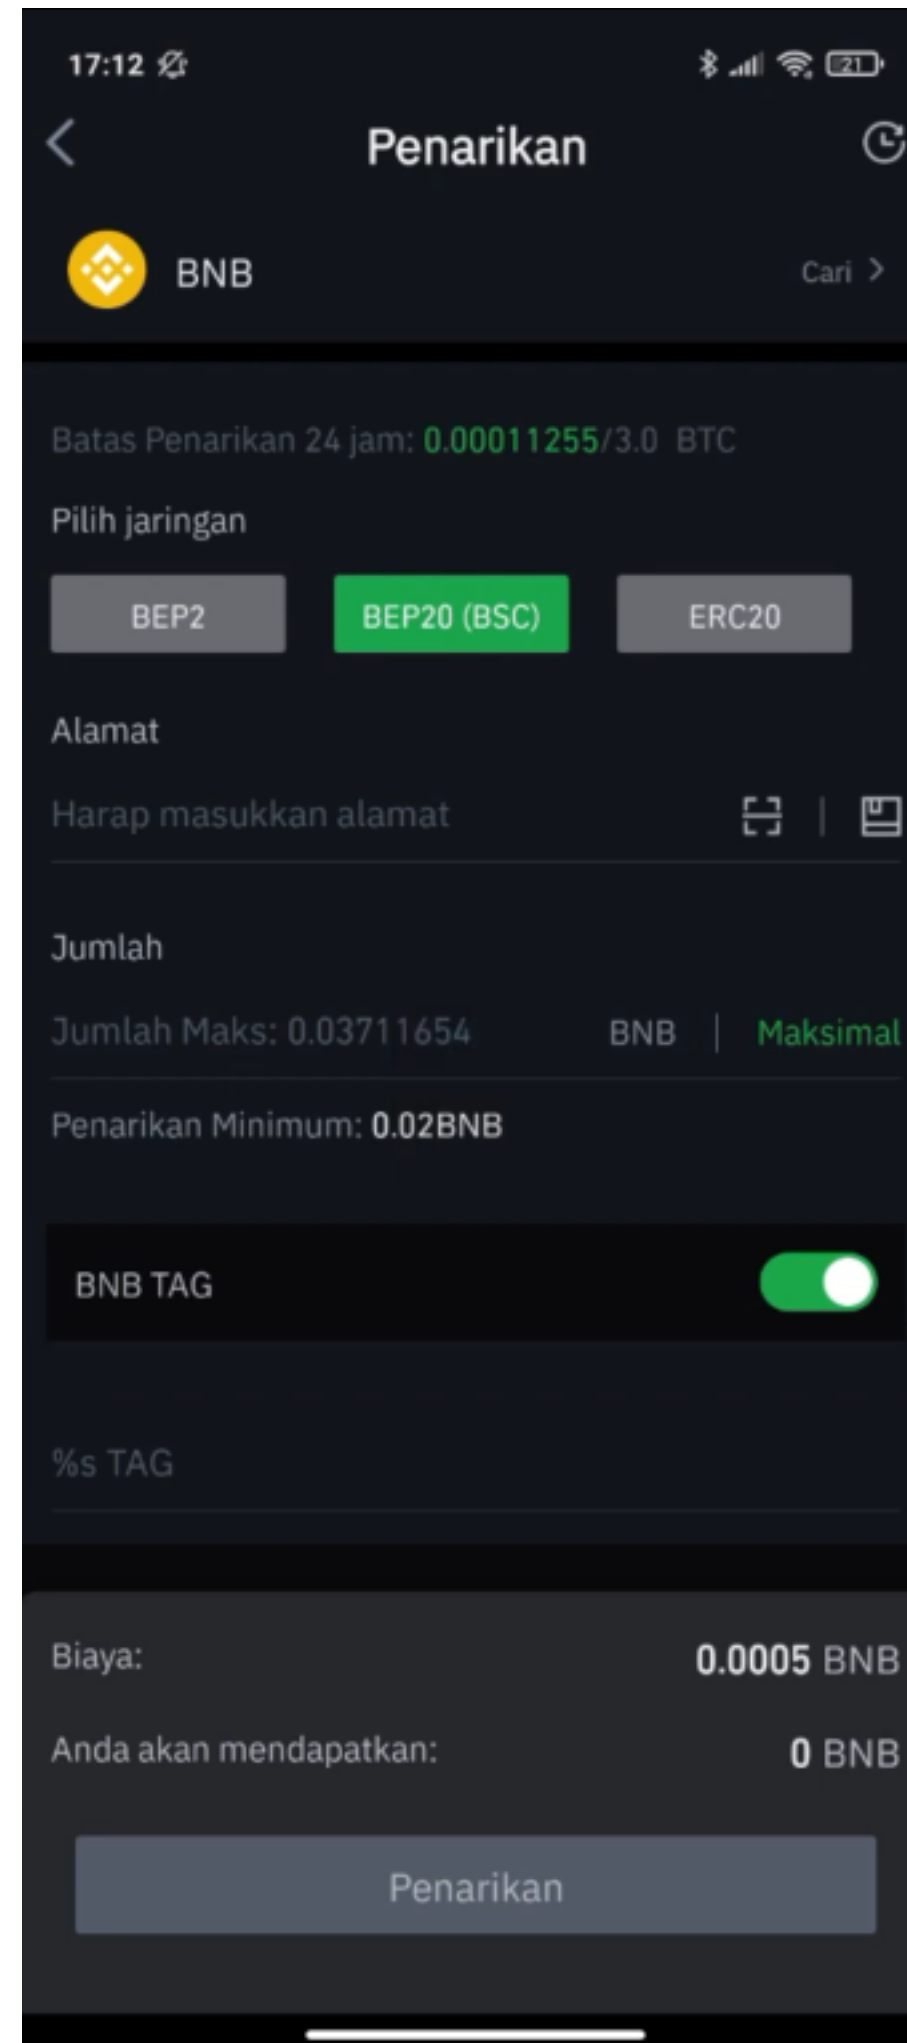 17:12
21
Penarikan
BNB
Cari >
Batas Penarikan 24 jam: 0.00011255/3.0 BTC
Pilih jaringan
BEP2
BEP20 (BSC)
ERC20
Alamat
Harap masukkan alamat
Jumlah
Jumlah Maks: 0.03711654 BNB | Maksimal
Penarikan Minimum: 0.02BNB
BNB TAG
%s TAG
Biaya: 0.0005 BNB
Anda akan mendapatkan: 0 BNB
Penarikan